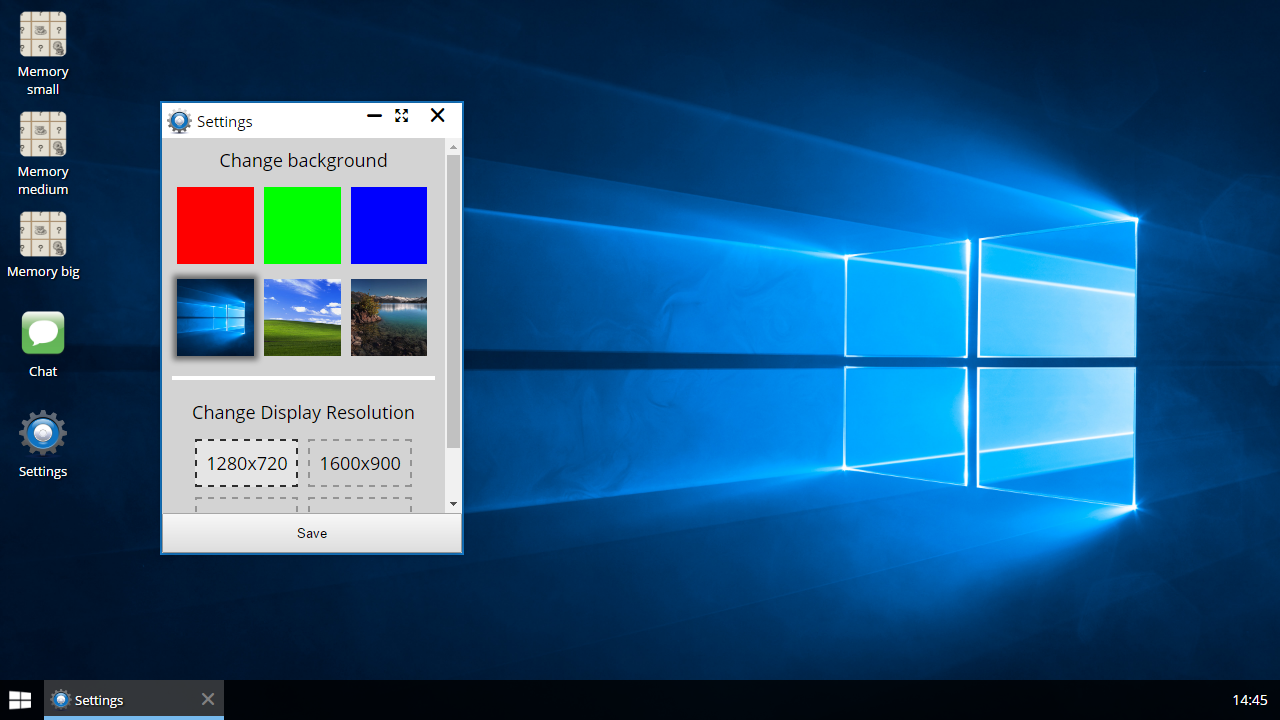 Memory
small
Memory
medium
Memory big
Chat
Settings
Settings
Change background
Change Display Resolution
1280x720
1600x900
Save
Settings
14:45